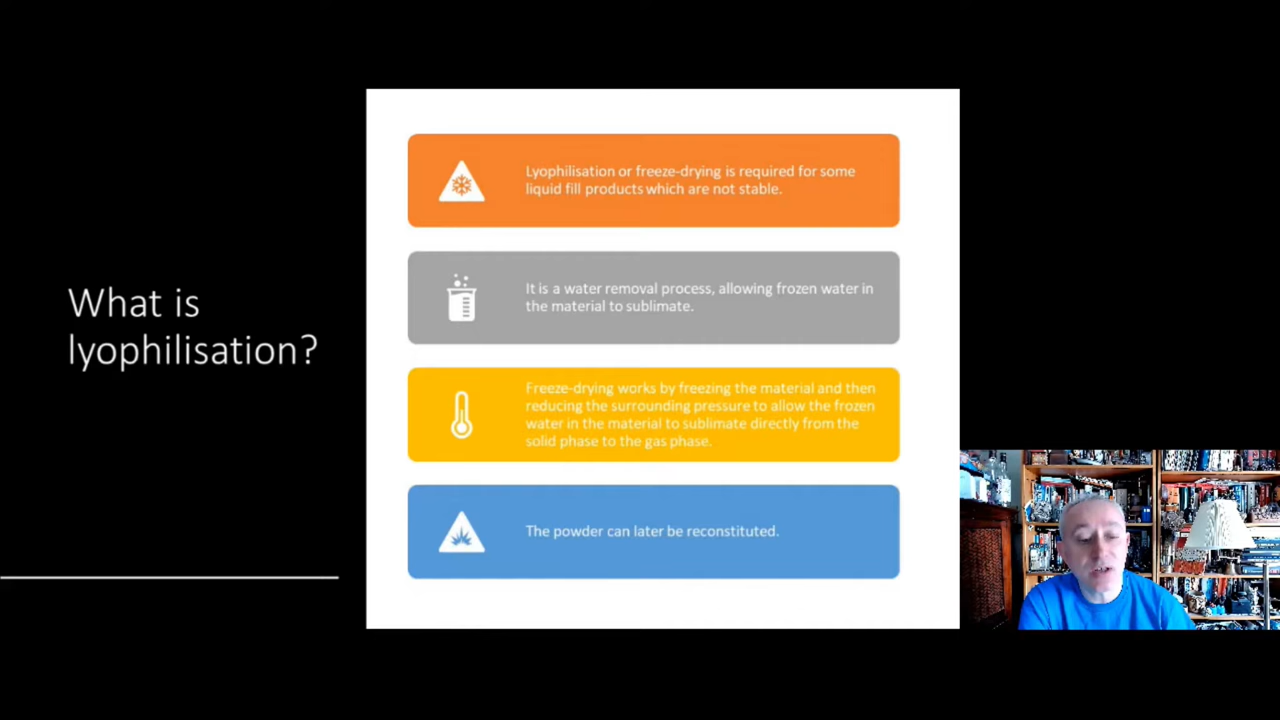 What is
lyophilisation?
Lyophilisation or freeze-drying is required for some
liquid fill products which are not stable.
It is a water removal process, allowing frozen water in
the material to sublimate.
Freeze-drying works by freezing the material and then
reducing the surrounding pressure to allow the frozen
water in the material to sublimate directly from the
solid phase to the gas phase.
The powder can later be reconstituted.